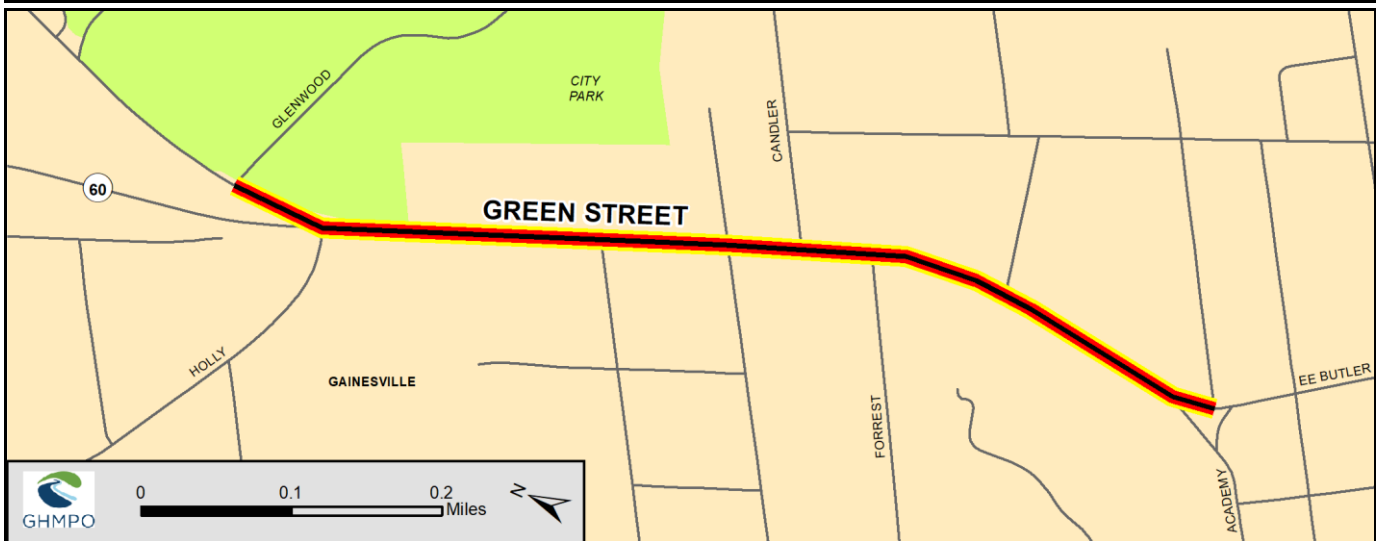 CITY
PARK
GLENWOOD
CANDLER
60
GREEN STREET
HOLLY
GAINESVILLE
EE BUTLER
FORREST
ACADEMY
GHMPO
0 0.1 0.2
Miles
N